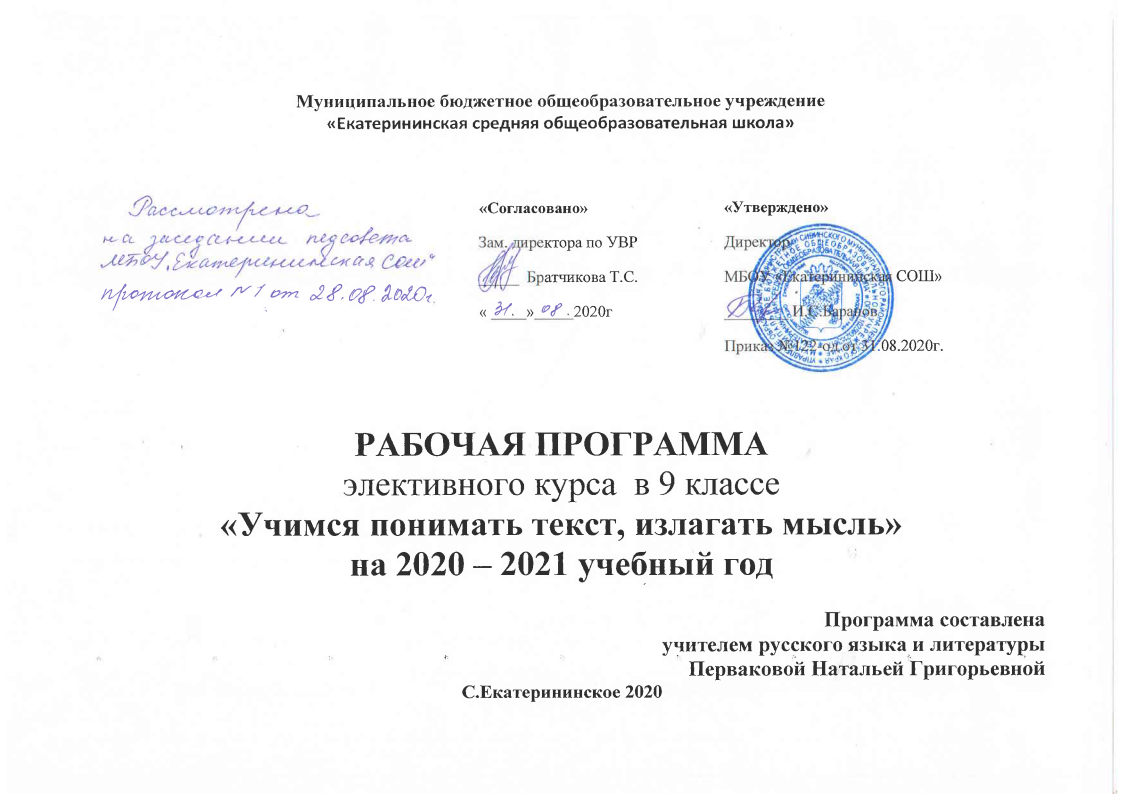 Муниципальное бюджетное общеобразовательное учреждение
«Екатерининская средняя общеобразовательная школа»
Рассмотрена
на заседании педсовета
МБОУ „Екатерининская СОШ"
протокол №1 от 28.08.2020г.
«Согласовано»
Зам. директора по УВР
Братчикова Т.С.
« 31. » 08. 2020г
«Утверждено»
Директор
МБОУ «Екатерининская СОШ»
И.С.Варанов
Приказ №122-од от 31.08.2020г.
РАБОЧАЯ ПРОГРАММА
элективного курса в 9 классе
«Учимся понимать текст, излагать мысль»
на 2020 – 2021 учебный год
Программа составлена
учителем русского языка и литературы
Перваковой Натальей Григорьевной
С.Екатерининское 2020